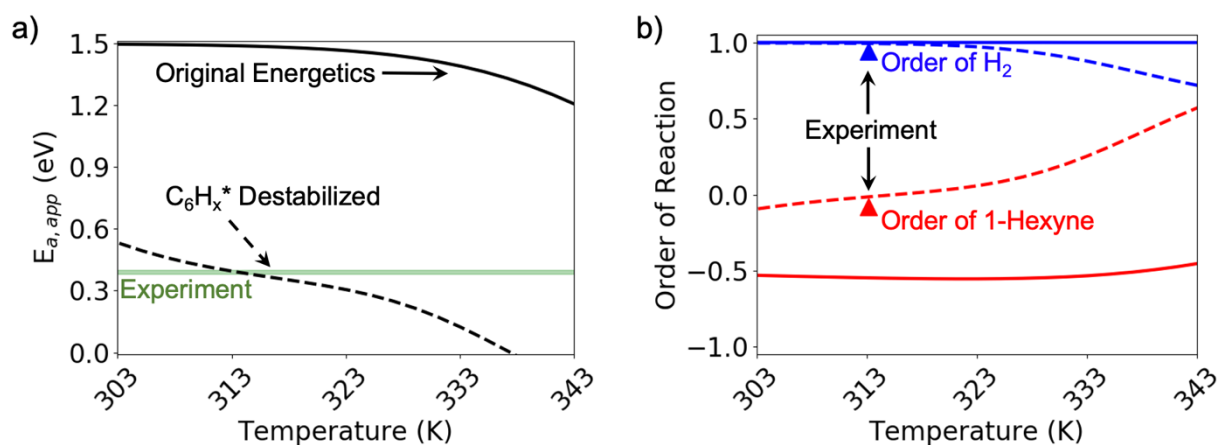 a)
1.5
1.2
0.9
0.6
0.3
0.0
E_{a,app} (eV)
Original Energetics
C₆Hₓ* Destabilized
Experiment
303
313
323
333
343
Temperature (K)
b)
1.0
0.5
0.0
−0.5
−1.0
Order of Reaction
Order of H₂
Experiment
Order of 1-Hexyne
303
313
323
333
343
Temperature (K)